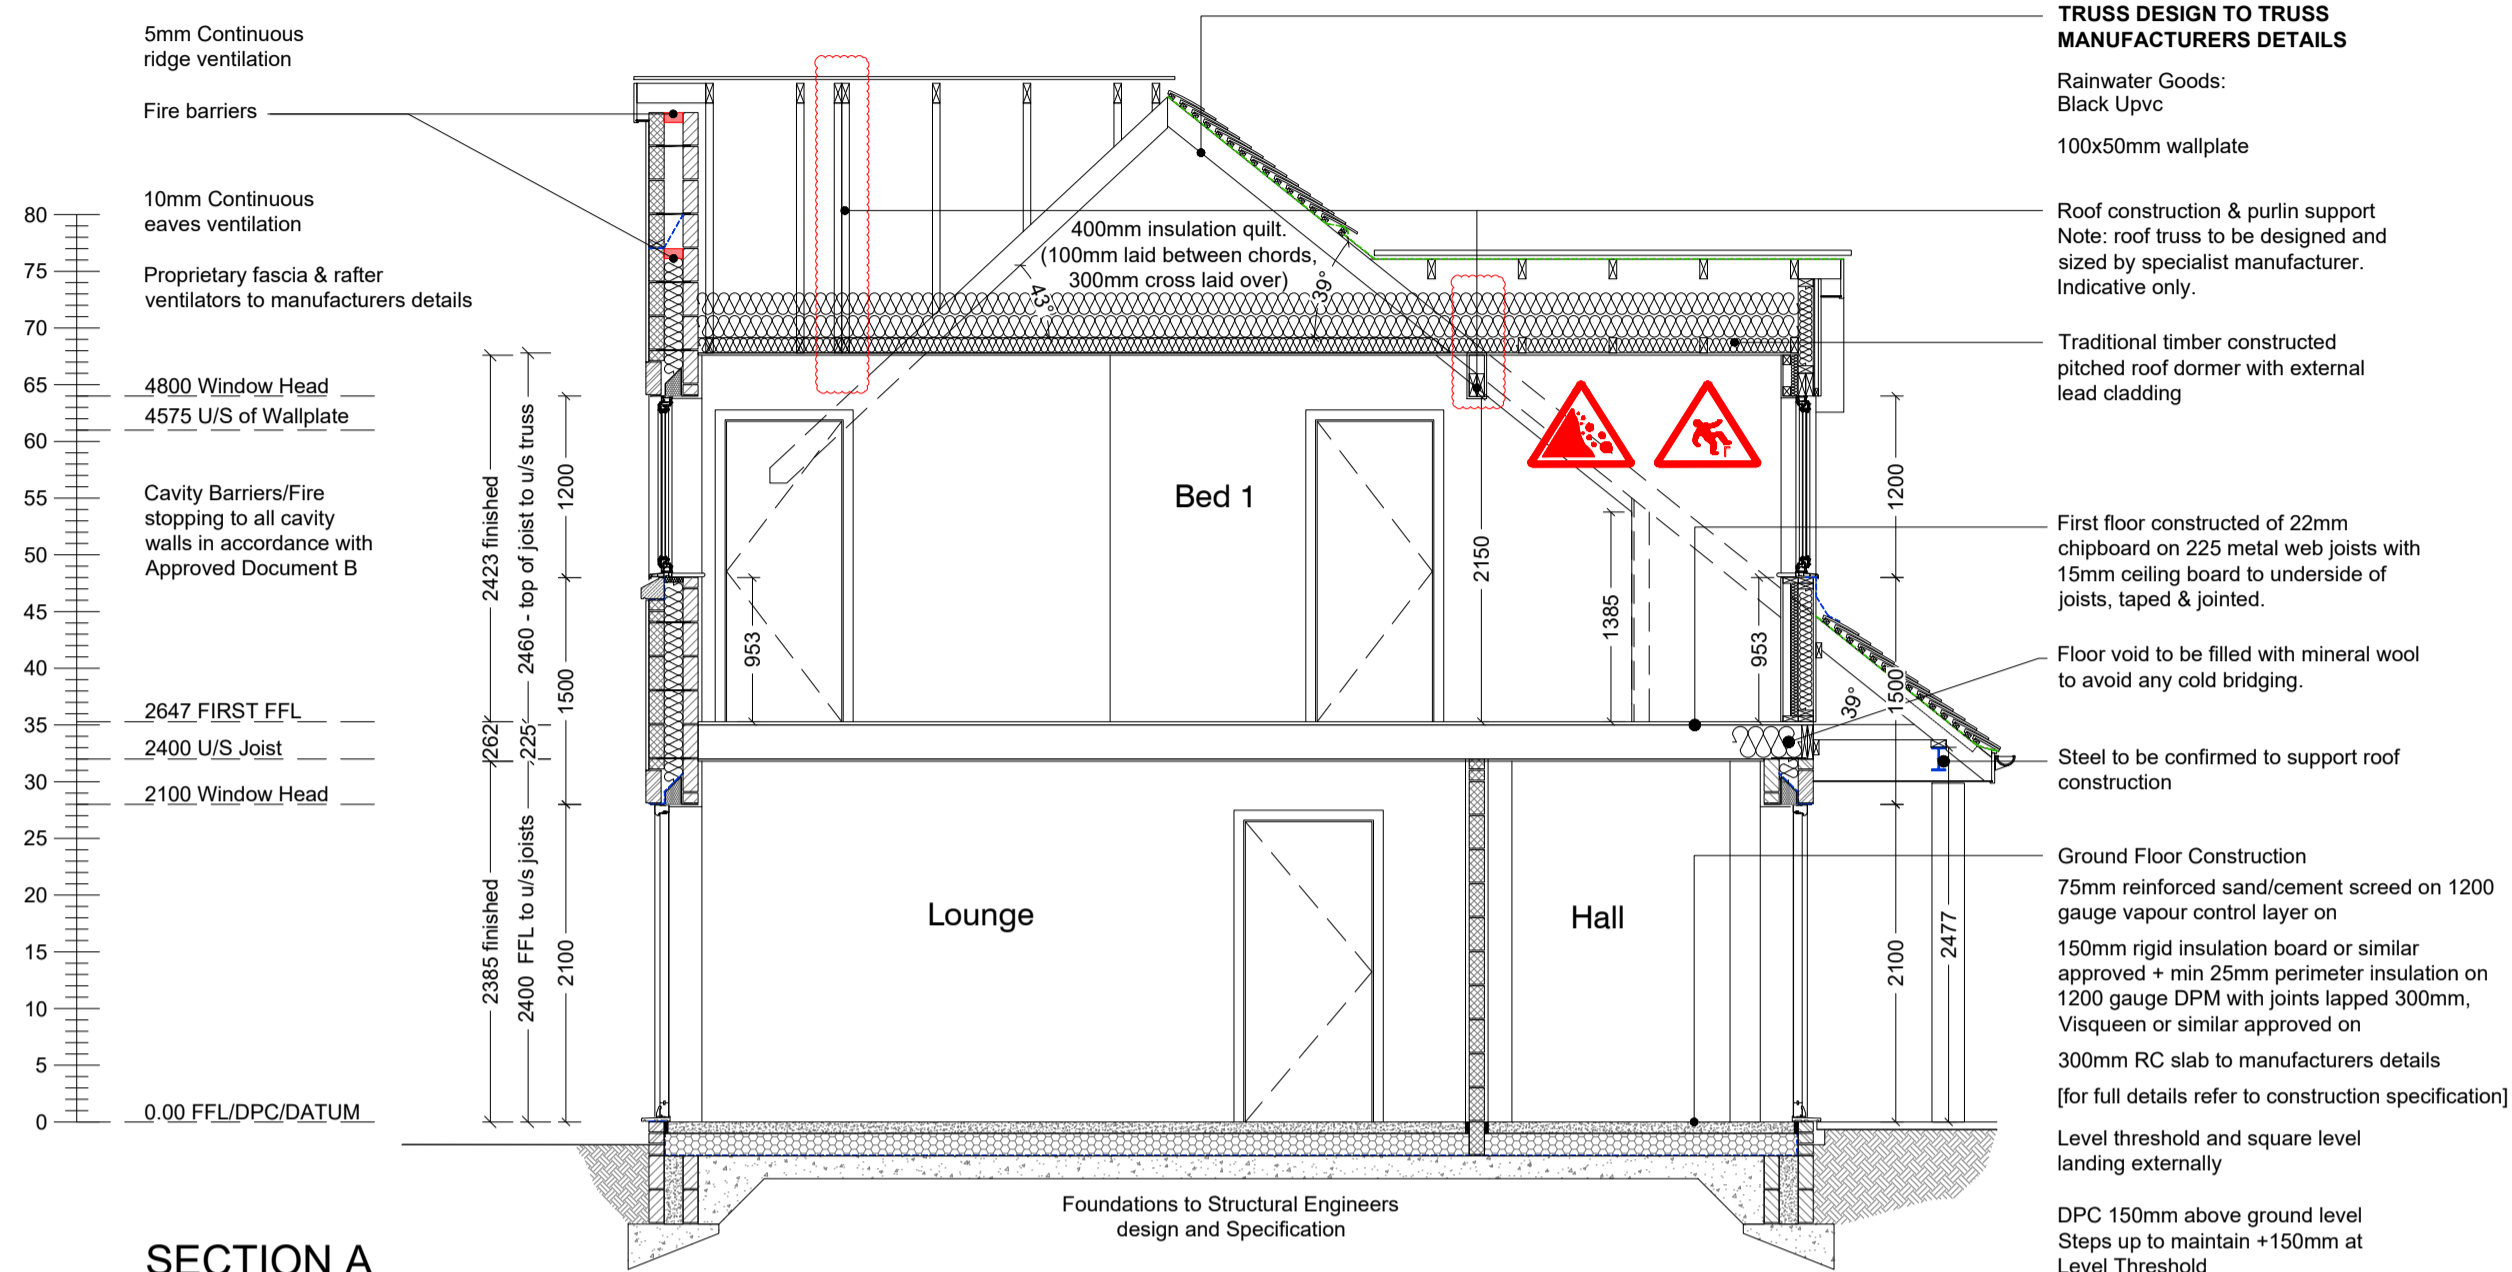 5mm Continuous
ridge ventilation
Fire barriers
10mm Continuous
eaves ventilation
Proprietary fascia & rafter
ventilators to manufacturers details
4800 Window Head
4575 U/S of Wallplate
Cavity Barriers/Fire
stopping to all cavity
walls in accordance with
Approved Document B
2647 FIRST FFL
2400 U/S Joist
2100 Window Head
0.00 FFL/DPC/DATUM
SECTION A
80
75
70
65
60
55
50
45
40
35
30
25
20
15
10
5
0
2423 finished
262
2385 finished
2460 - top of joist to u/s truss
225
2400 FFL to u/s joists
1200
1500
2100
400mm insulation quilt.
(100mm laid between chords,
300mm cross laid over)
43°
39°
Bed 1
953
2150
1385
953
1200
1500
39°
2100
2477
Lounge
Hall
Foundations to Structural Engineers
design and Specification
TRUSS DESIGN TO TRUSS
MANUFACTURERS DETAILS
Rainwater Goods:
Black Upvc
100x50mm wallplate
Roof construction & purlin support
Note: roof truss to be designed and
sized by specialist manufacturer.
Indicative only.
Traditional timber constructed
pitched roof dormer with external
lead cladding
First floor constructed of 22mm
chipboard on 225 metal web joists with
15mm ceiling board to underside of
joists, taped & jointed.
Floor void to be filled with mineral wool
to avoid any cold bridging.
Steel to be confirmed to support roof
construction
Ground Floor Construction
75mm reinforced sand/cement screed on 1200
gauge vapour control layer on
150mm rigid insulation board or similar
approved + min 25mm perimeter insulation on
1200 gauge DPM with joints lapped 300mm,
Visqueen or similar approved on
300mm RC slab to manufacturers details
[for full details refer to construction specification]
Level threshold and square level
landing externally
DPC 150mm above ground level
Steps up to maintain +150mm at
Level Threshold